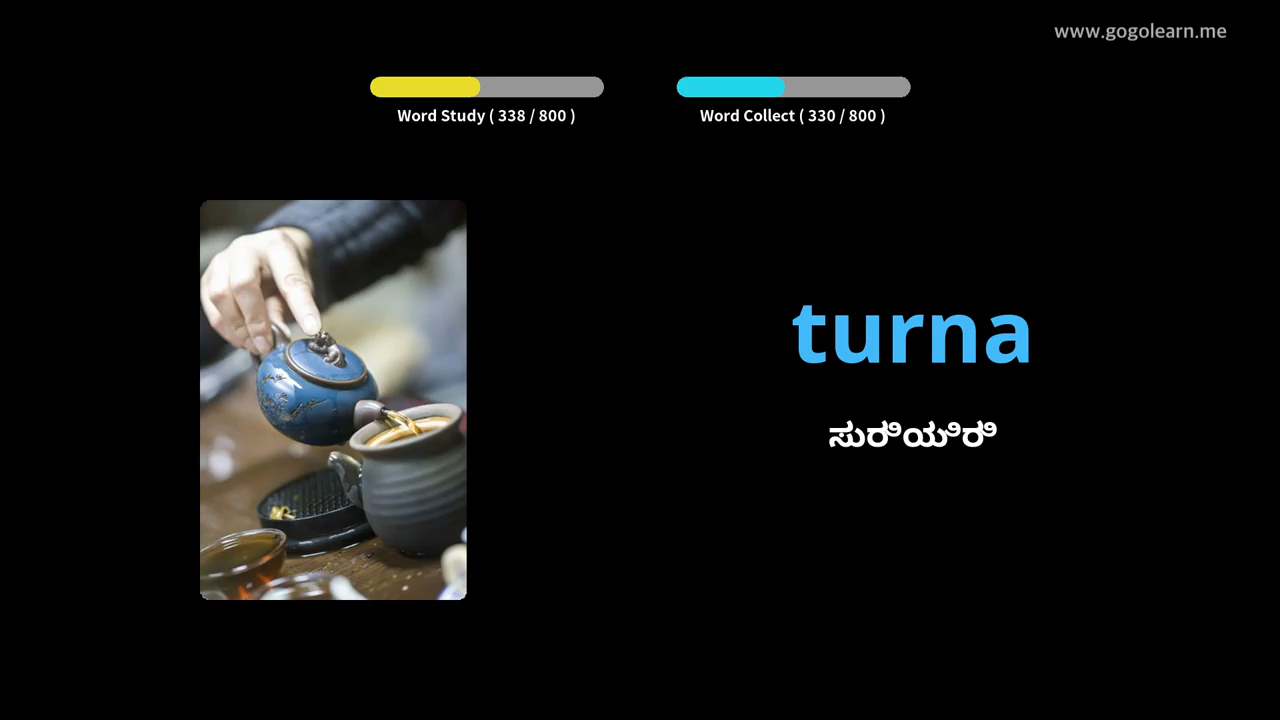 www.gogolearn.me
Word Study ( 338 / 800 )
Word Collect ( 330 / 800 )
turna
ಸುರಿಯಿರಿ